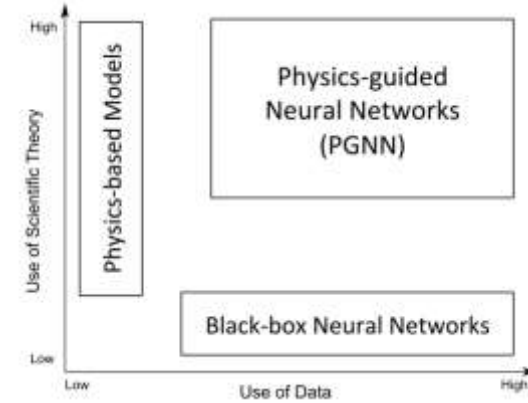 High
Use of Scientific Theory
Physics-based Models
Physics-guided
Neural Networks
(PGNN)
Black-box Neural Networks
Low
Low
Use of Data
High